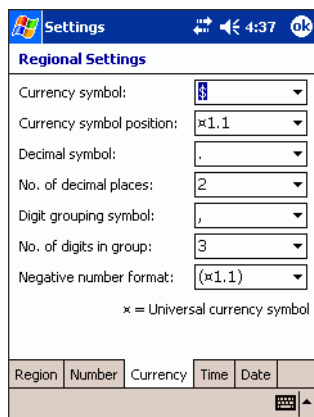 Settings 4:37 ok
Regional Settings
Currency symbol: $
Currency symbol position: ¤1.1
Decimal symbol: .
No. of decimal places: 2
Digit grouping symbol: ,
No. of digits in group: 3
Negative number format: (¤1.1)
¤ = Universal currency symbol
Region Number Currency Time Date